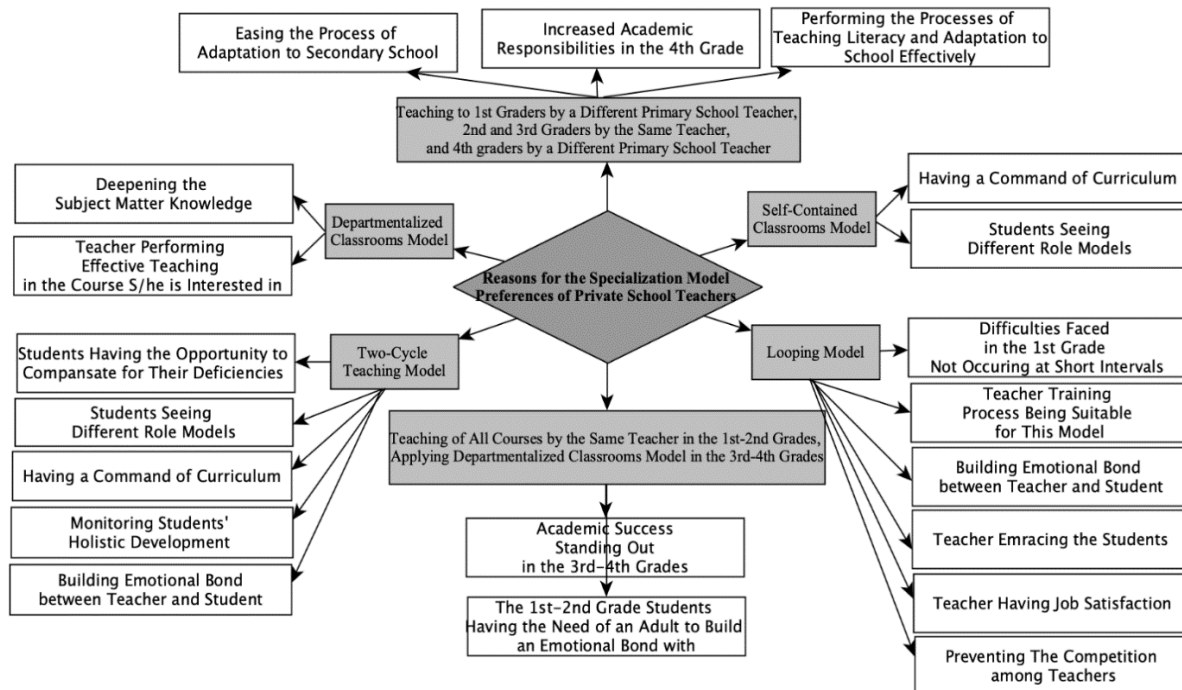 Easing the Process of
Adaptation to Secondary School
Increased Academic
Responsibilities in the 4th Grade
Performing the Processes of
Teaching Literacy and Adaptation to
School Effectively
Teaching to 1st Graders by a Different Primary School Teacher,
2nd and 3rd Graders by the Same Teacher,
and 4th graders by a Different Primary School Teacher
Deepening the
Subject Matter Knowledge
Teacher Performing
Effective Teaching
in the Course S/he is Interested in
Departmentalized
Classrooms Model
Self-Contained
Classrooms Model
Having a Command of Curriculum
Students Seeing
Different Role Models
Reasons for the Specialization Model
Preferences of Private School Teachers
Two-Cycle
Teaching Model
Students Having the Opportunity to
Compansate for Their Deficiencies
Students Seeing
Different Role Models
Having a Command of Curriculum
Monitoring Students'
Holistic Development
Building Emotional Bond
between Teacher and Student
Teaching of All Courses by the Same Teacher in the 1st-2nd Grades,
Applying Departmentalized Classrooms Model in the 3rd-4th Grades
Academic Success
Standing Out
in the 3rd-4th Grades
The 1st-2nd Grade Students
Having the Need of an Adult to Build
an Emotional Bond with
Looping Model
Difficulties Faced
in the 1st Grade
Not Occuring at Short Intervals
Teacher Training
Process Being Suitable
for This Model
Building Emotional Bond
between Teacher and Student
Teacher Emracing the Students
Teacher Having Job Satisfaction
Preventing The Competition
among Teachers